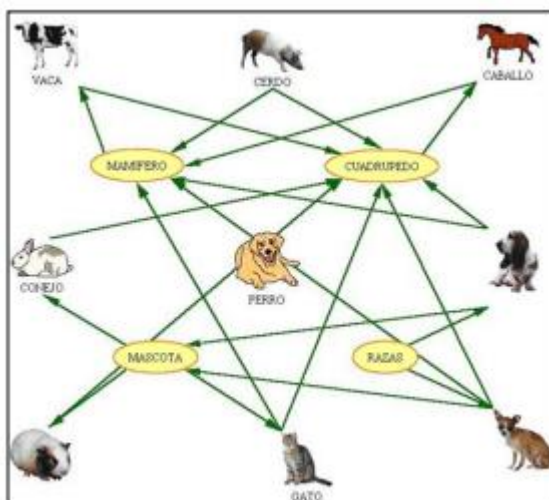 VACA
CERDO
CABALLO
MAMIFERO
CUADRUPEDO
CONEJO
PERRO
MASCOTA
RAZAS
GATO